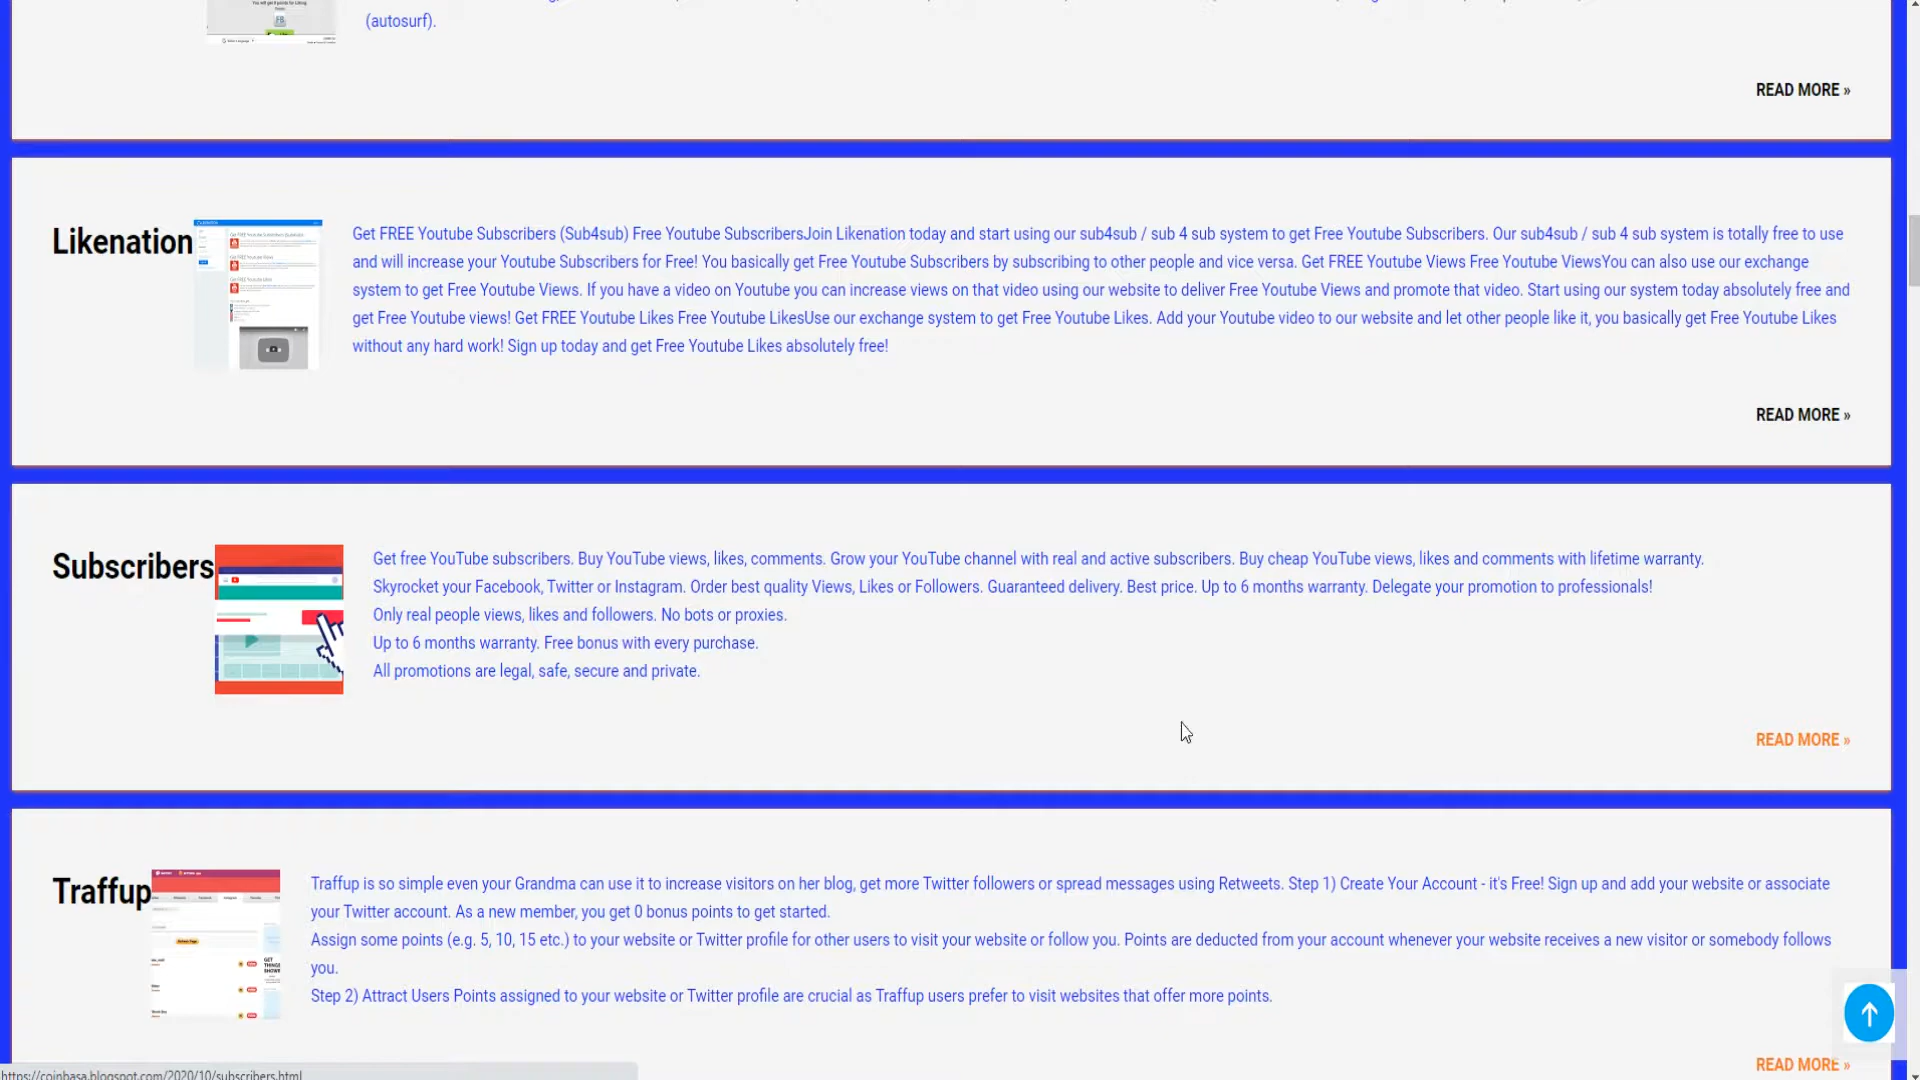 (autosurf).
READ MORE »
Likenation
Get FREE Youtube Subscribers (Sub4sub) Free Youtube SubscribersJoin Likenation today and start using our sub4sub / sub 4 sub system to get Free Youtube Subscribers. Our sub4sub / sub 4 sub system is totally free to use
and will increase your Youtube Subscribers for Free! You basically get Free Youtube Subscribers by subscribing to other people and vice versa. Get FREE Youtube Views Free Youtube ViewsYou can also use our exchange
system to get Free Youtube Views. If you have a video on Youtube you can increase views on that video using our website to deliver Free Youtube Views and promote that video. Start using our system today absolutely free and
get Free Youtube views! Get FREE Youtube Likes Free Youtube LikesUse our exchange system to get Free Youtube Likes. Add your Youtube video to our website and let other people like it, you basically get Free Youtube Likes
without any hard work! Sign up today and get Free Youtube Likes absolutely free!
READ MORE »
Subscribers
Get free YouTube subscribers. Buy YouTube views, likes, comments. Grow your YouTube channel with real and active subscribers. Buy cheap YouTube views, likes and comments with lifetime warranty.
Skyrocket your Facebook, Twitter or Instagram. Order best quality Views, Likes or Followers. Guaranteed delivery. Best price. Up to 6 months warranty. Delegate your promotion to professionals!
Only real people views, likes and followers. No bots or proxies.
Up to 6 months warranty. Free bonus with every purchase.
All promotions are legal, safe, secure and private.
READ MORE »
Traffup
Traffup is so simple even your Grandma can use it to increase visitors on her blog, get more Twitter followers or spread messages using Retweets. Step 1) Create Your Account - it's Free! Sign up and add your website or associate
your Twitter account. As a new member, you get 0 bonus points to get started.
Assign some points (e.g. 5, 10, 15 etc.) to your website or Twitter profile for other users to visit your website or follow you. Points are deducted from your account whenever your website receives a new visitor or somebody follows
you.
Step 2) Attract Users Points assigned to your website or Twitter profile are crucial as Traffup users prefer to visit websites that offer more points.
READ MORE »
https://coinbasa.blogspot.com/2020/10/subscribers.html